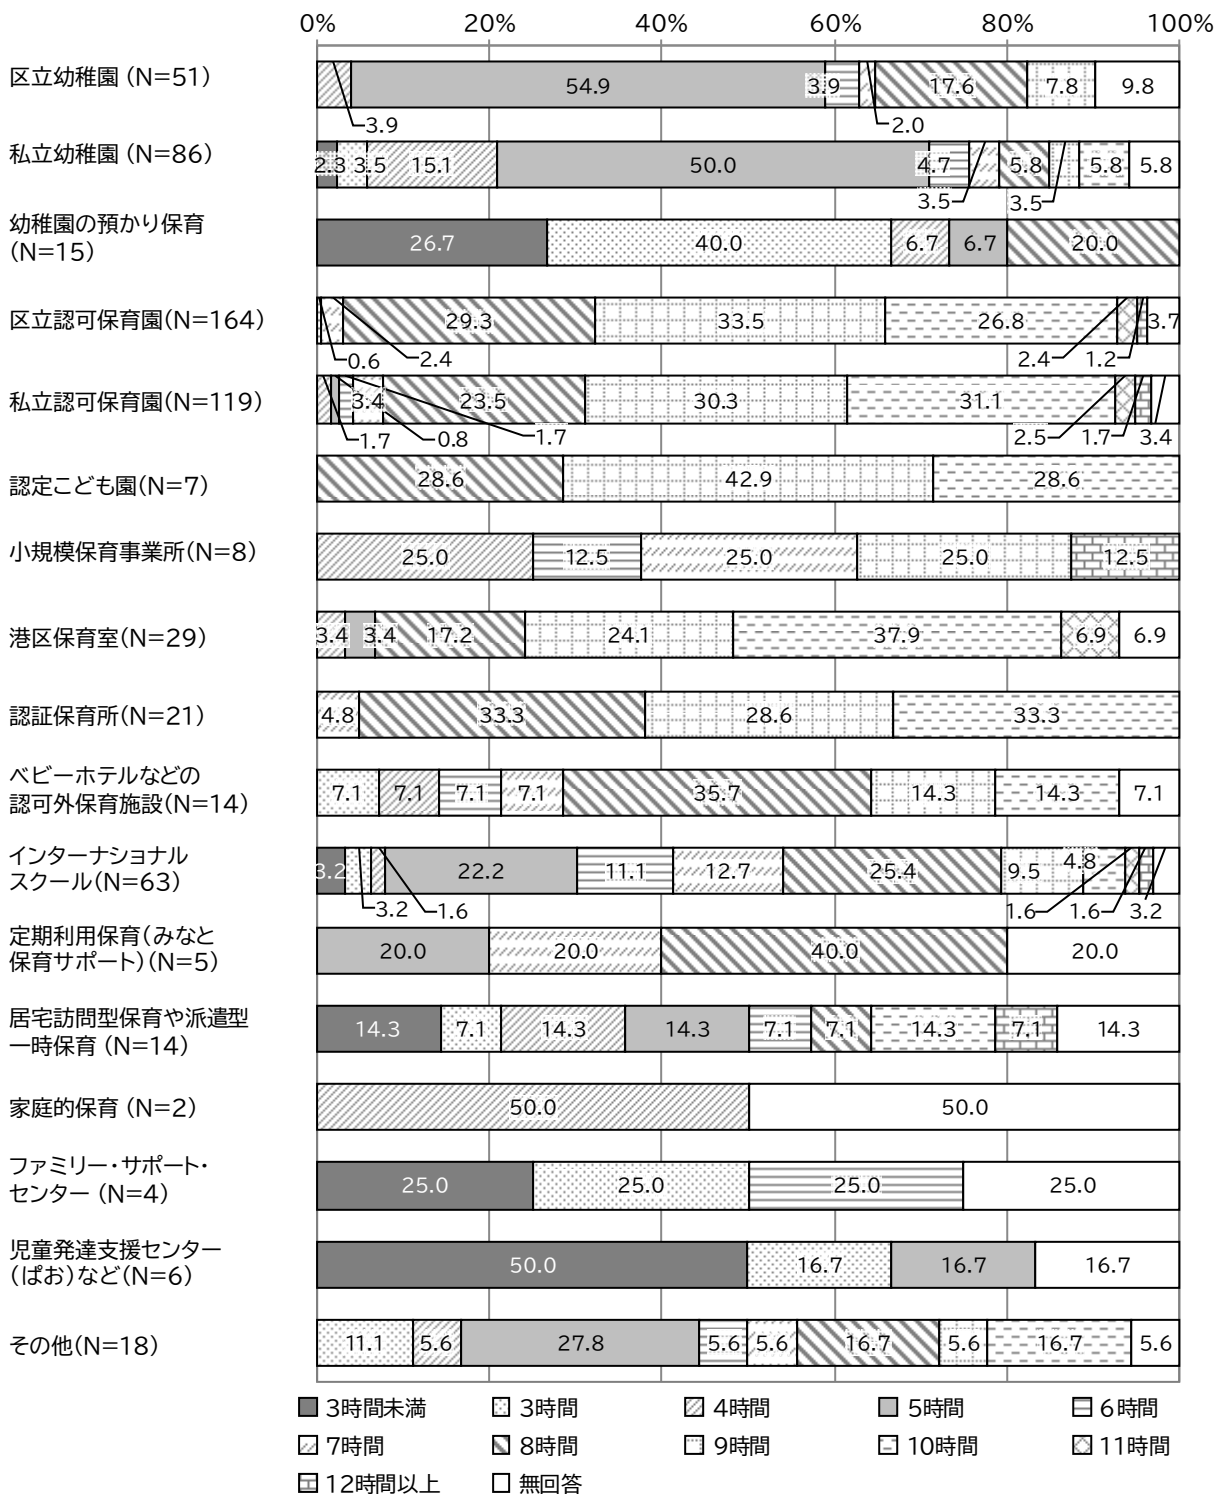 0% 20% 40% 60% 80% 100%
区立幼稚園 (N=51)
54.9 3.9 17.6 7.8 9.8
3.9 2.0
私立幼稚園 (N=86)
2.3 3.5 15.1 50.0 4.7 5.8 5.8 5.8
3.5 3.5
幼稚園の預かり保育
(N=15)
26.7 40.0 6.7 6.7 20.0
区立認可保育園(N=164)
29.3 33.5 26.8 3.7
0.6 2.4 2.4 1.2
私立認可保育園(N=119)
3.4 23.5 30.3 31.1
1.7 0.8 1.7 2.5 1.7 3.4
認定こども園(N=7)
28.6 42.9 28.6
小規模保育事業所(N=8)
25.0 12.5 25.0 25.0 12.5
港区保育室(N=29)
3.4 3.4 17.2 24.1 37.9 6.9 6.9
認証保育所(N=21)
4.8 33.3 28.6 33.3
ベビーホテルなどの
認可外保育施設(N=14)
7.1 7.1 7.1 7.1 35.7 14.3 14.3 7.1
インターナショナル
スクール(N=63)
3.2 22.2 11.1 12.7 25.4 9.5 4.8
3.2 1.6 1.6 1.6 3.2
定期利用保育(みなと
保育サポート)(N=5)
20.0 20.0 40.0 20.0
居宅訪問型保育や派遣型
一時保育 (N=14)
14.3 7.1 14.3 14.3 7.1 7.1 14.3 7.1 14.3
家庭的保育 (N=2)
50.0 50.0
ファミリー・サポート・
センター (N=4)
25.0 25.0 25.0 25.0
児童発達支援センター
(ぱお)など(N=6)
50.0 16.7 16.7 16.7
その他(N=18)
11.1 5.6 27.8 5.6 5.6 16.7 5.6 16.7 5.6
3時間未満 3時間 4時間 5時間 6時間
7時間 8時間 9時間 10時間 11時間
12時間以上 無回答